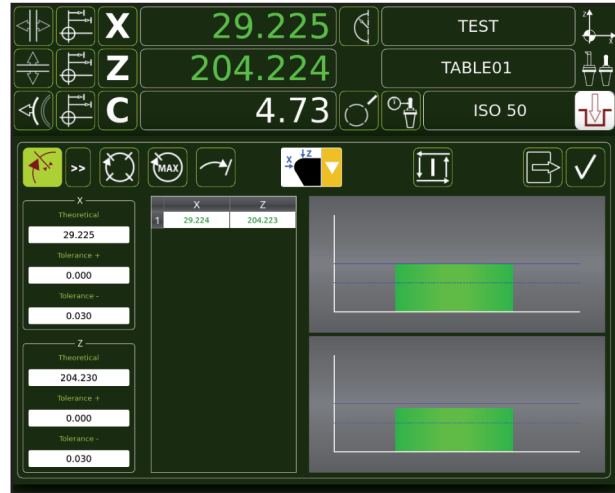 X 29.225 TEST
Z 204.224 TABLE01
C 4.73 ISO 50
>> MAX X Z
X
Theoretical
29.225
Tolerance +
0.000
Tolerance -
0.030
X Z
1 29.224 204.223
Z
Theoretical
204.230
Tolerance +
0.000
Tolerance -
0.030